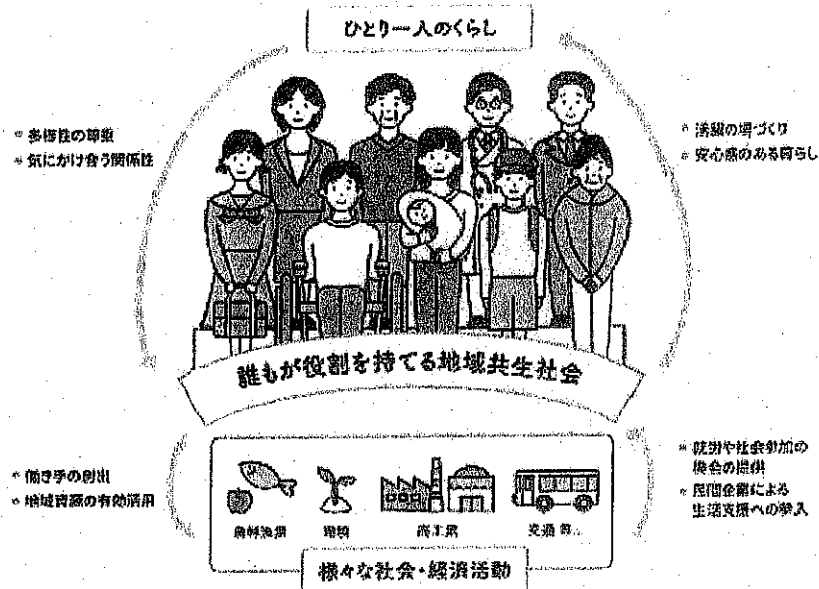 ひとり一人のくらし
* 多様性の尊重
* 気にかけ合う関係性
* 活躍の場づくり
* 安心感のある暮らし
誰もが役割を持てる地域共生社会
* 働き手の創出
* 地域資源の有効活用
農林漁業
環境
商工業
交通 等..
* 就労や社会参加の
機会の提供
* 民間企業による
生活支援への参入
様々な社会・経済活動